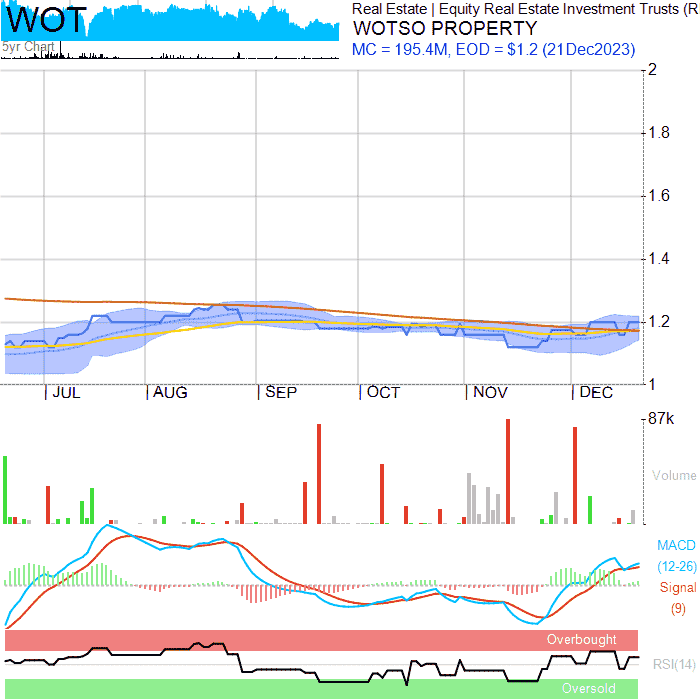 WOT
5yr Chart
Real Estate | Equity Real Estate Investment Trusts (R
WOTSO PROPERTY
MC = 195.4M, EOD = $1.2 (21Dec2023)
2
1.8
1.6
1.4
1.2
1
JUL AUG SEP OCT NOV DEC
87k
Volume
MACD
(12-26)
Signal
(9)
Overbought
RSI(14)
Oversold